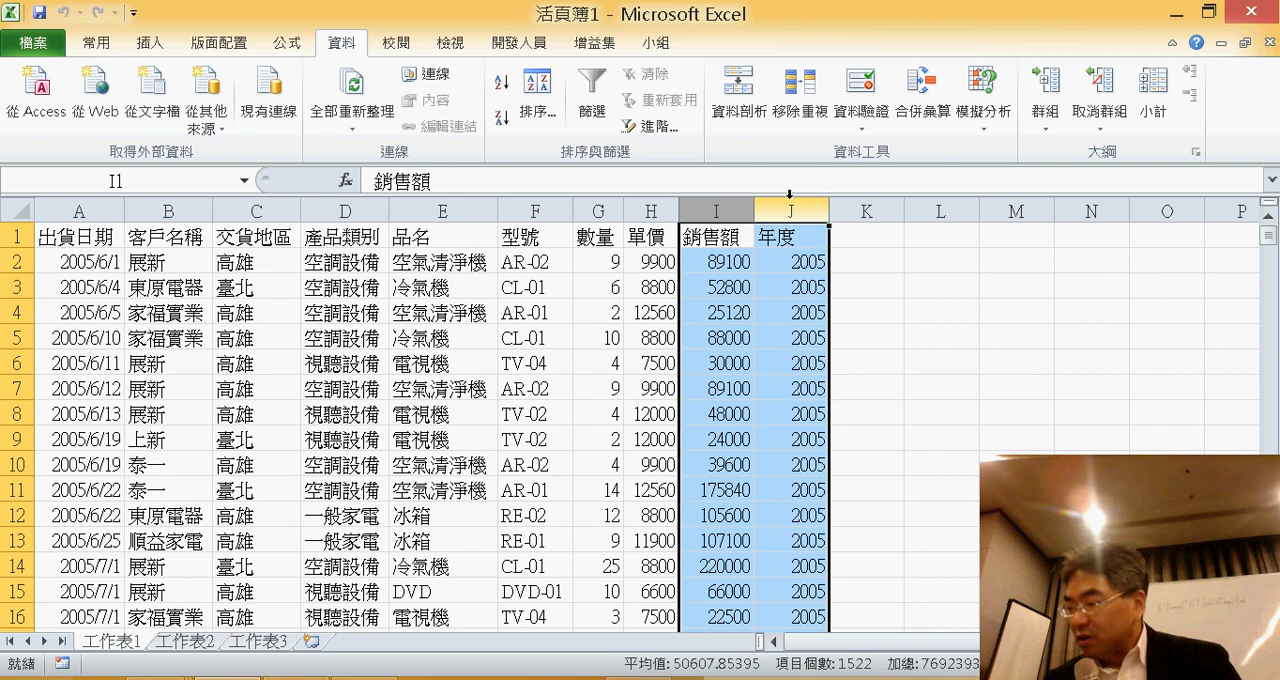 活頁簿1 - Microsoft Excel
檔案 常用 插入 版面配置 公式 資料 校閱 檢視 開發人員 增益集 小組
從 Access 從 Web 從文字檔 從其他來源 現有連線 全部重新整理 連線 內容 編輯連結 排序... 篩選 清除 重新套用 進階... 資料剖析 移除重複 資料驗證 合併彙算 模擬分析 群組 取消群組 小計
取得外部資料 連線 排序與篩選 資料工具 大綱
I1 fx 銷售額
A B C D E F G H I J K L M N O P
1 出貨日期 客戶名稱 交貨地區 產品類別 品名 型號 數量 單價 銷售額 年度
2 2005/6/1 展新 高雄 空調設備 空氣清淨機 AR-02 9 9900 89100 2005
3 2005/6/4 東原電器 臺北 空調設備 冷氣機 CL-01 6 8800 52800 2005
4 2005/6/5 家福實業 高雄 空調設備 空氣清淨機 AR-01 2 12560 25120 2005
5 2005/6/10 家福實業 高雄 空調設備 冷氣機 CL-01 10 8800 88000 2005
6 2005/6/11 展新 高雄 視聽設備 電視機 TV-04 4 7500 30000 2005
7 2005/6/12 展新 高雄 空調設備 空氣清淨機 AR-02 9 9900 89100 2005
8 2005/6/13 展新 高雄 視聽設備 電視機 TV-02 4 12000 48000 2005
9 2005/6/19 上新 臺北 視聽設備 電視機 TV-02 2 12000 24000 2005
10 2005/6/19 泰一 高雄 空調設備 空氣清淨機 AR-02 4 9900 39600 2005
11 2005/6/22 泰一 臺北 空調設備 空氣清淨機 AR-01 14 12560 175840 2005
12 2005/6/22 東原電器 高雄 一般家電 冰箱 RE-02 12 8800 105600 2005
13 2005/6/25 順益家電 高雄 一般家電 冰箱 RE-01 9 11900 107100 2005
14 2005/7/1 展新 臺北 空調設備 冷氣機 CL-01 25 8800 220000 2005
15 2005/7/1 展新 高雄 視聽設備 DVD DVD-01 10 6600 66000 2005
16 2005/7/1 家福實業 高雄 視聽設備 電視機 TV-04 3 7500 22500 2005
工作表1 工作表2 工作表3
就緒 平均值: 50607.85395 項目個數: 1522 加總: 7692393